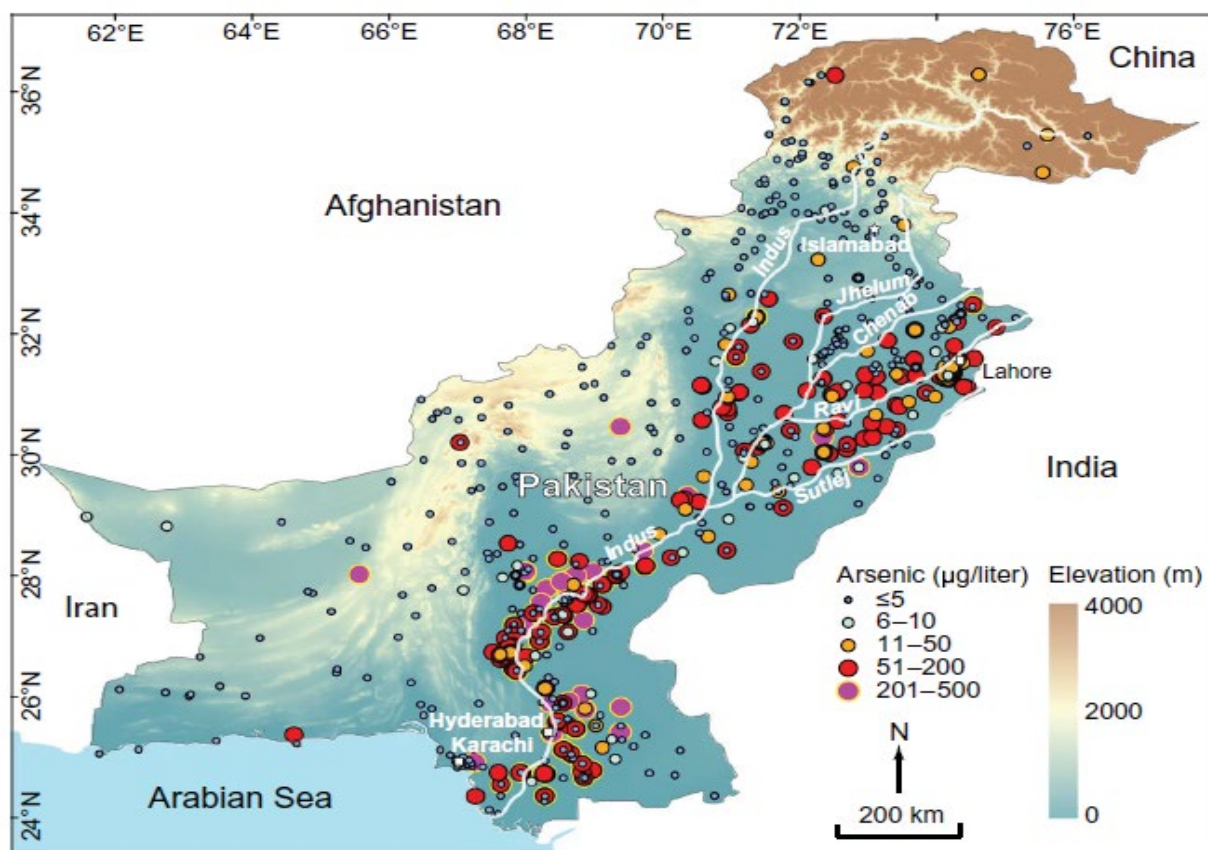 62°E 64°E 66°E 68°E 70°E 72°E 74°E 76°E
China
36°N
34°N
32°N
30°N
28°N
26°N
24°N
Afghanistan
Indus
Islamabad
Jhelum
Chenab
Lahore
Ravi
Pakistan
Sutlej
India
Indus
Iran
Hyderabad
Karachi
Arabian Sea
Arsenic (µg/liter)
≤5
6–10
11–50
51–200
201–500
Elevation (m)
4000
2000
0
N
200 km